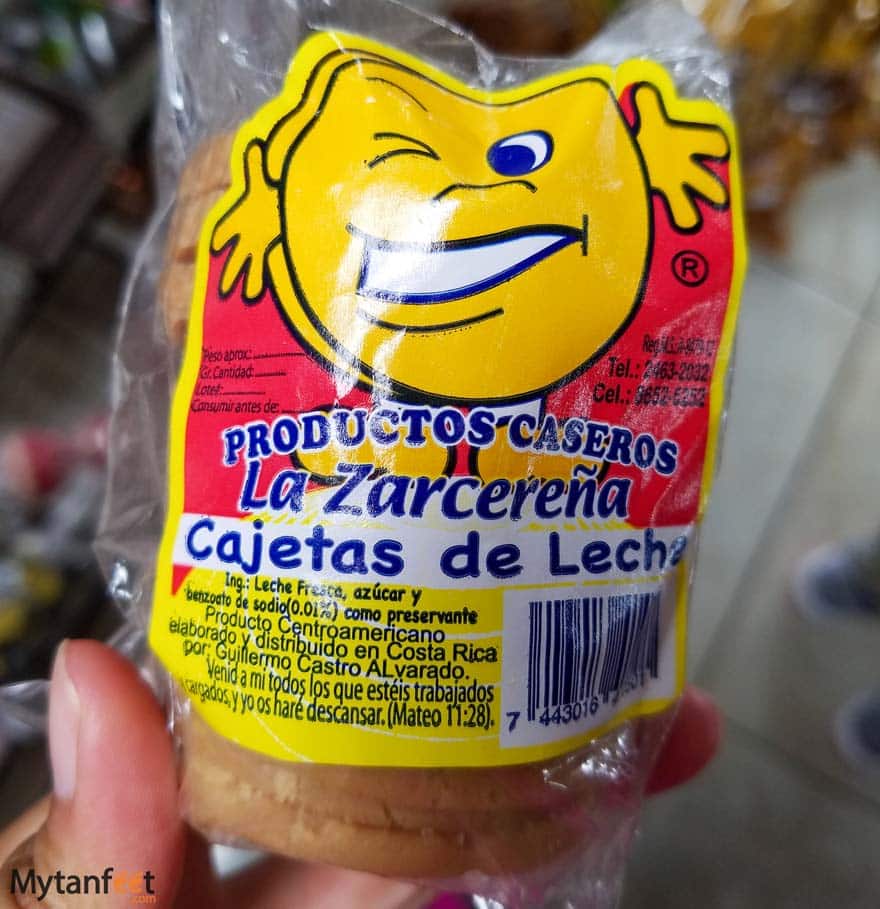 ®
Peso aprox:
Gr. Cantidad:
Lote#:
Consumir antes de:
Tel.: 2463-2032
Cel.:
PRODUCTOS CASEROS
La Zarcereña
Cajetas de Leche
Ing.: Leche Fresca, azúcar y
benzoato de sodio(0.01%) como preservante
Producto Centroamericano
elaborado y distribuido en Costa Rica
por: Guillermo Castro ALvarado.
Venid a mi todos los que estéis trabajados
cargados, y yo os haré descansar. (Mateo 11:28).
7 443016
Mytanfeet
.com